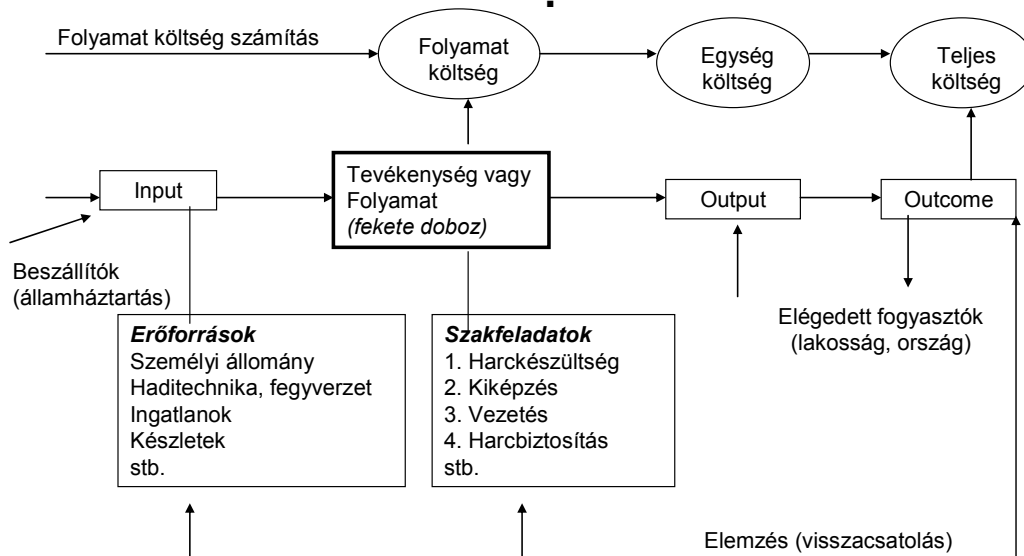 Folyamat költség számítás
Folyamat
költség
Egység
költség
Teljes
költség
Input
Tevékenység vagy
Folyamat
(fekete doboz)
Output
Outcome
Beszállítók
(államháztartás)
Erőforrások
Személyi állomány
Haditechnika, fegyverzet
Ingatlanok
Készletek
stb.
Szakfeladatok
1. Harckészültség
2. Kiképzés
3. Vezetés
4. Harcbiztosítás
stb.
Elégedett fogyasztók
(lakosság, ország)
Elemzés (visszacsatolás)